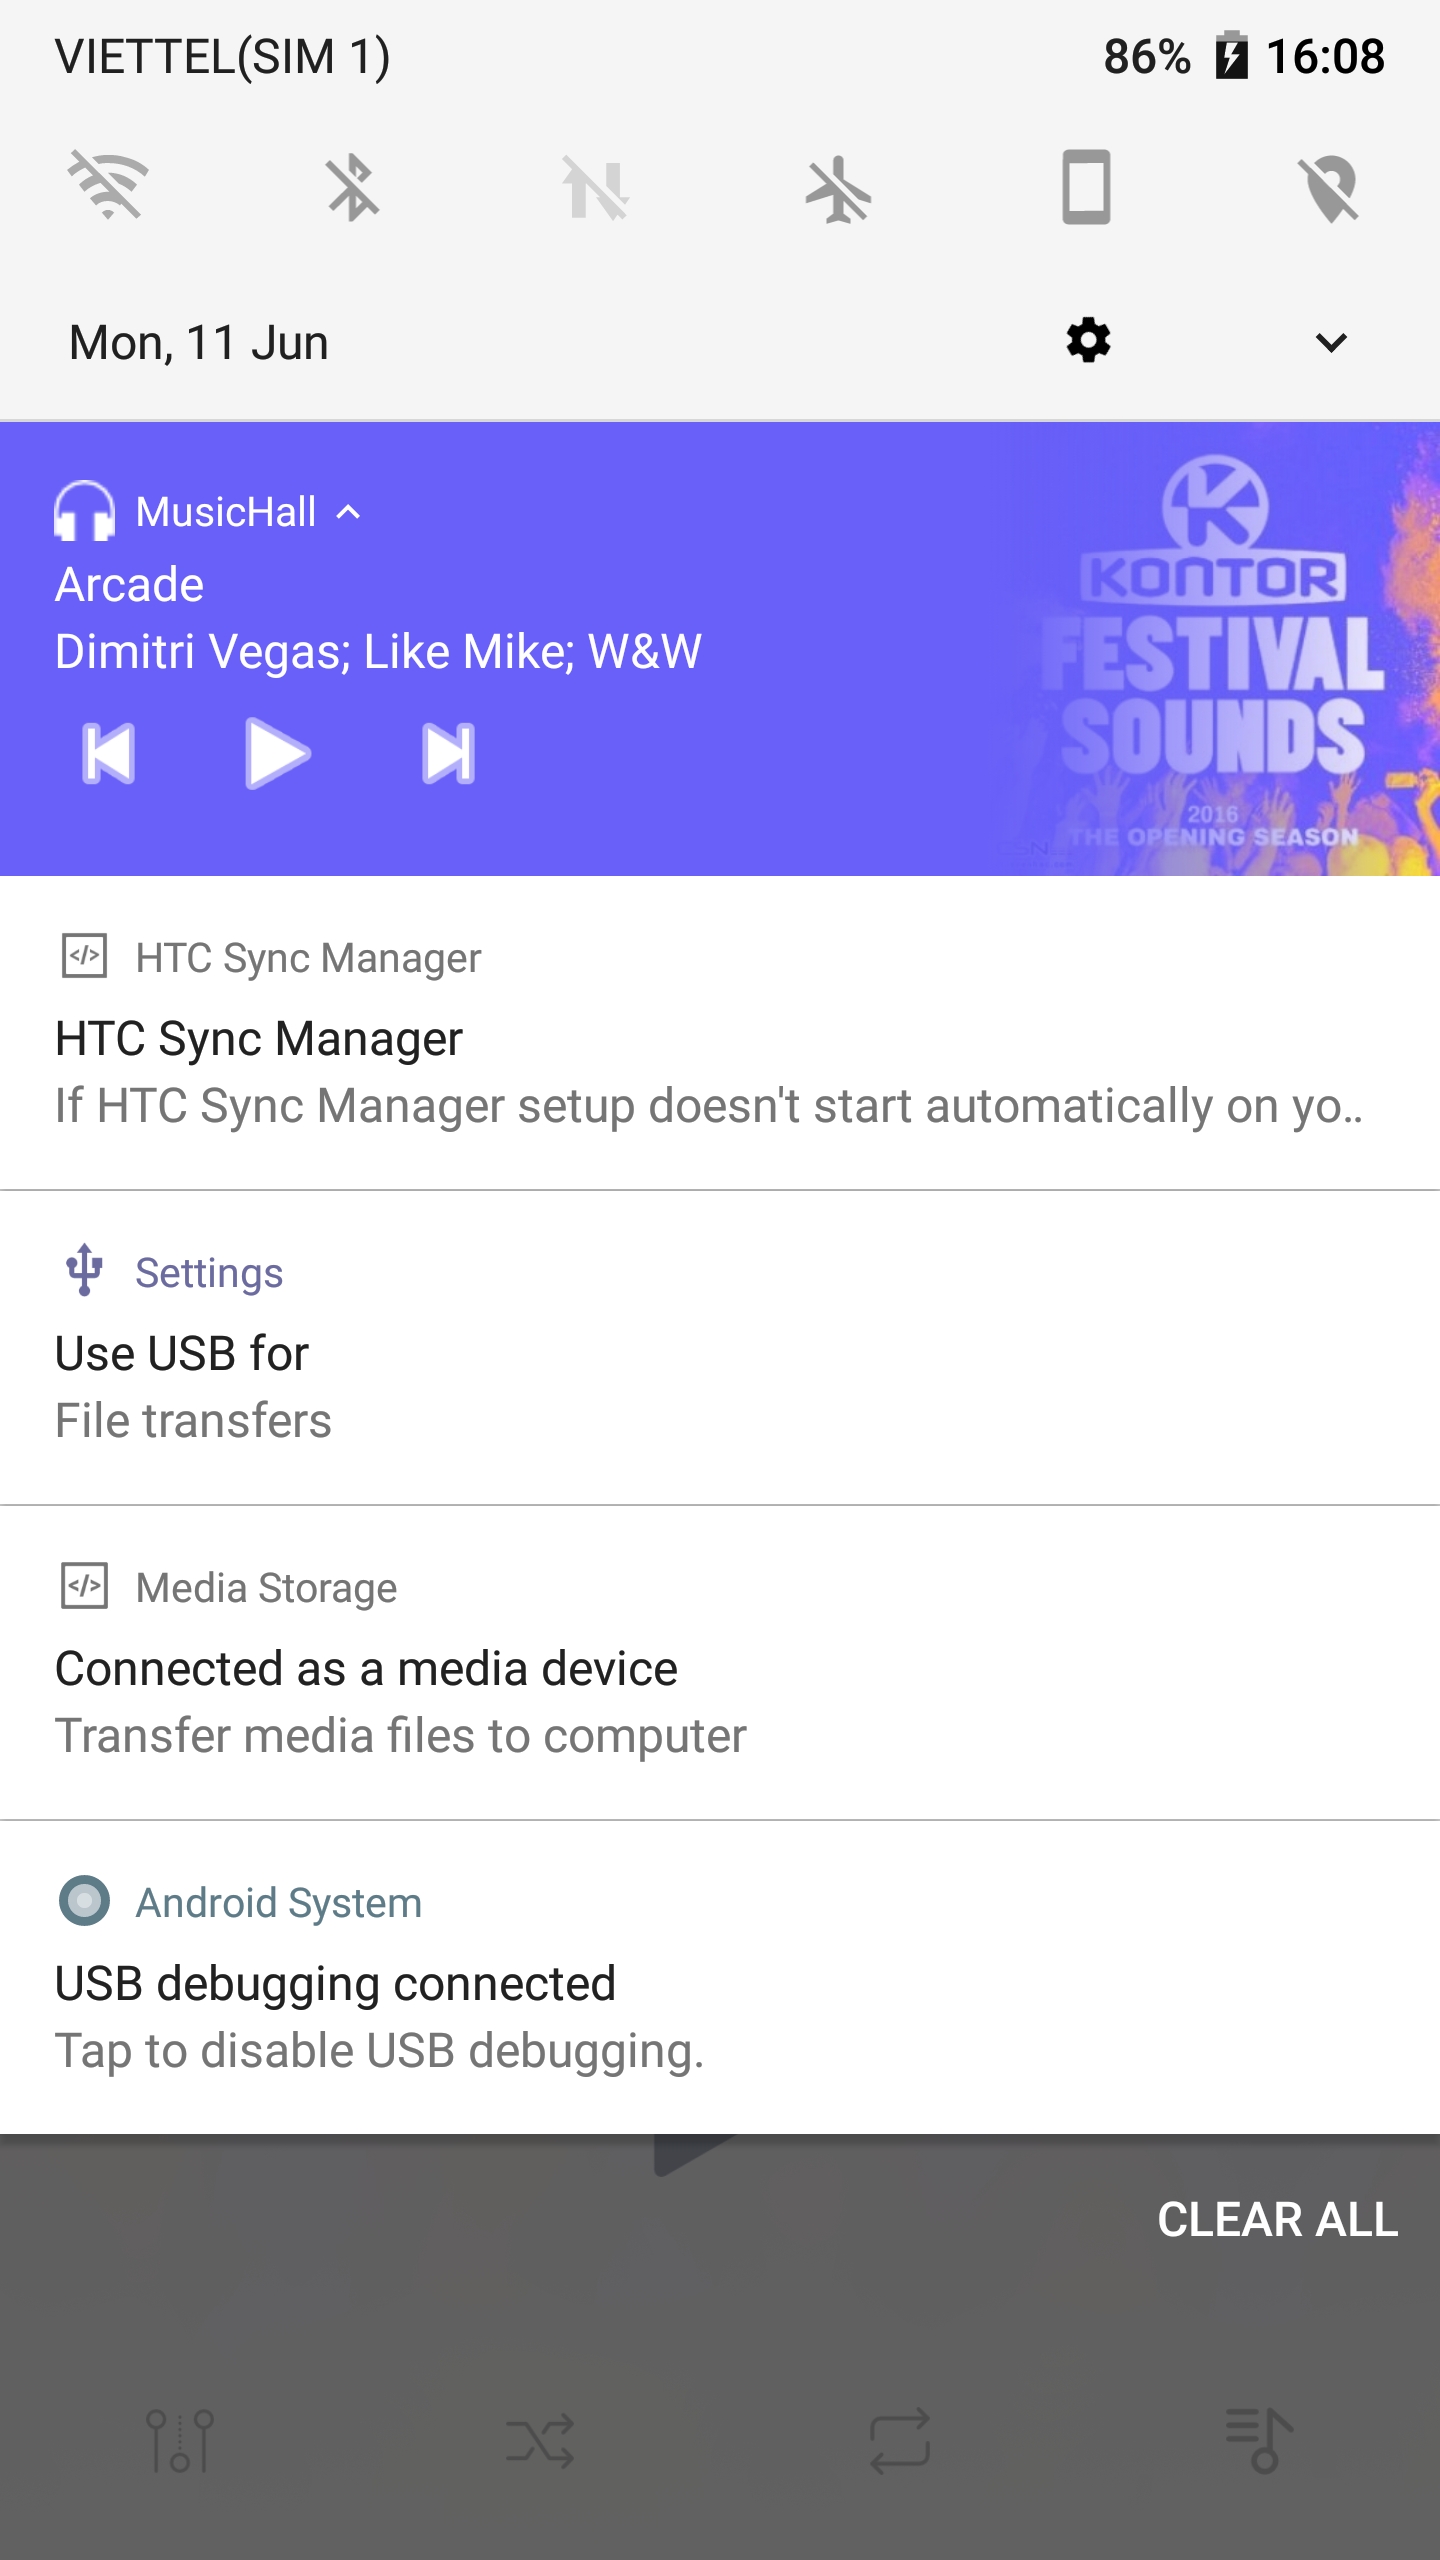 VIETTEL(SIM 1)
86% 16:08
Mon, 11 Jun
MusicHall
Arcade
Dimitri Vegas; Like Mike; W&W
K
KONTOR
FESTIVAL
SOUNDS
2016
THE OPENING SEASON
HTC Sync Manager
HTC Sync Manager
If HTC Sync Manager setup doesn't start automatically on yo..
Settings
Use USB for
File transfers
Media Storage
Connected as a media device
Transfer media files to computer
Android System
USB debugging connected
Tap to disable USB debugging.
CLEAR ALL